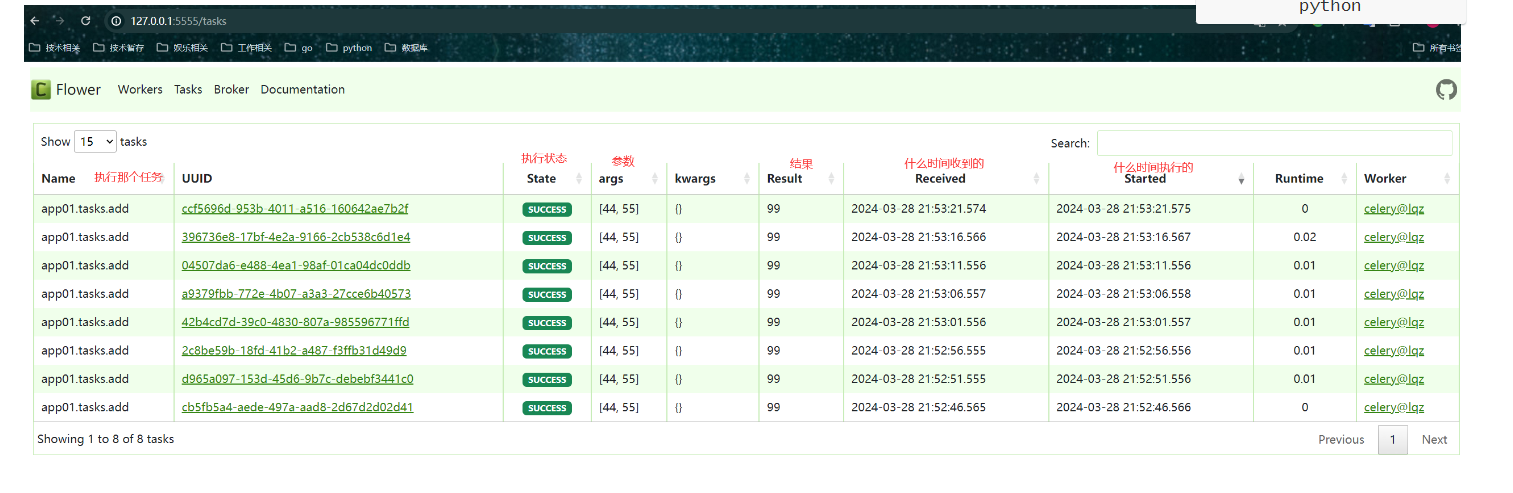 python
127.0.0.1:5555/tasks
技术相关 技术暂存 娱乐相关 工作相关 go python 数据库 所有书签
Flower Workers Tasks Broker Documentation
Show 15 tasks
Search:
执行状态 参数 结果 什么时间收到的 什么时间执行的
Name 执行那个任务 UUID State args kwargs Result Received Started Runtime Worker
app01.tasks.add ccf5696d-953b-4011-a516-160642ae7b2f SUCCESS [44, 55] {} 99 2024-03-28 21:53:21.574 2024-03-28 21:53:21.575 0 celery@lqz
app01.tasks.add 396736e8-17bf-4e2a-9166-2cb538c6d1e4 SUCCESS [44, 55] {} 99 2024-03-28 21:53:16.566 2024-03-28 21:53:16.567 0.02 celery@lqz
app01.tasks.add 04507da6-e488-4ea1-98af-01ca04dc0ddb SUCCESS [44, 55] {} 99 2024-03-28 21:53:11.556 2024-03-28 21:53:11.556 0.01 celery@lqz
app01.tasks.add a9379fbb-772e-4b07-a3a3-27cce6b40573 SUCCESS [44, 55] {} 99 2024-03-28 21:53:06.557 2024-03-28 21:53:06.558 0.01 celery@lqz
app01.tasks.add 42b4cd7d-39c0-4830-807a-985596771ffd SUCCESS [44, 55] {} 99 2024-03-28 21:53:01.556 2024-03-28 21:53:01.557 0.01 celery@lqz
app01.tasks.add 2c8be59b-18fd-41b2-a487-f3ffb31d49d9 SUCCESS [44, 55] {} 99 2024-03-28 21:52:56.555 2024-03-28 21:52:56.556 0.01 celery@lqz
app01.tasks.add d965a097-153d-45d6-9b7c-debebf3441c0 SUCCESS [44, 55] {} 99 2024-03-28 21:52:51.555 2024-03-28 21:52:51.556 0.01 celery@lqz
app01.tasks.add cb5fb5a4-aede-497a-aad8-2d67d2d02d41 SUCCESS [44, 55] {} 99 2024-03-28 21:52:46.565 2024-03-28 21:52:46.566 0 celery@lqz
Showing 1 to 8 of 8 tasks
Previous 1 Next